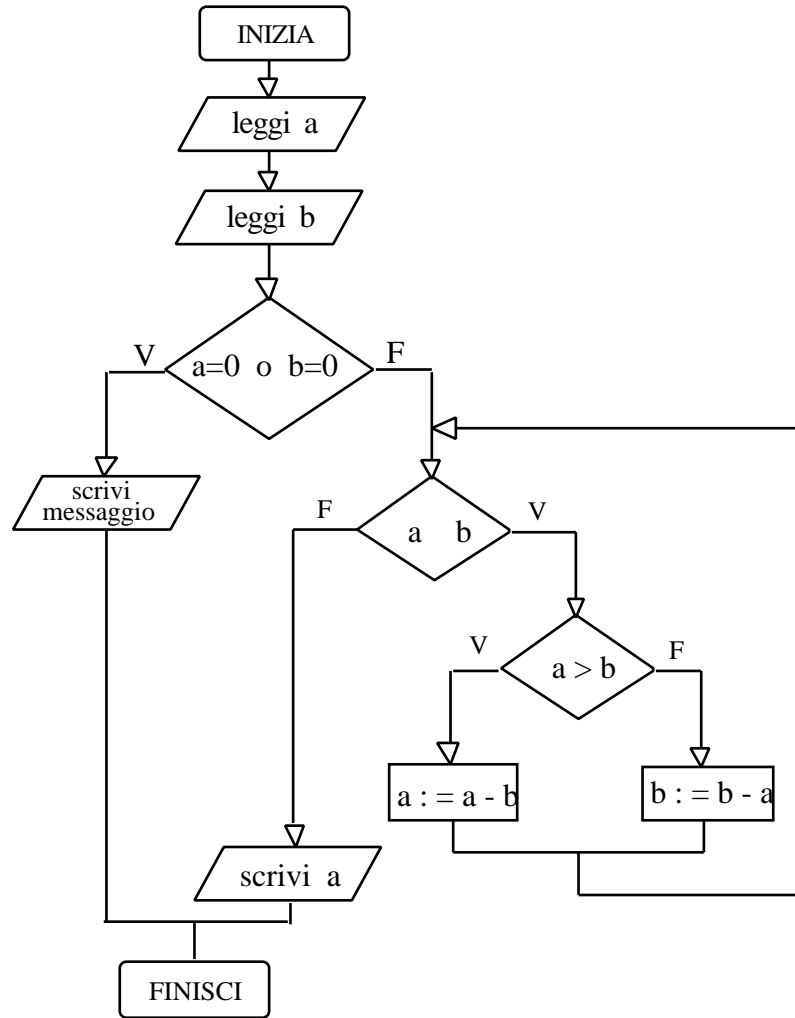 INIZIA
leggi a
leggi b
V
a=0 o b=0
F
scrivi
messaggio
F
a b
V
V
a > b
F
a : = a - b
b : = b - a
scrivi a
FINISCI